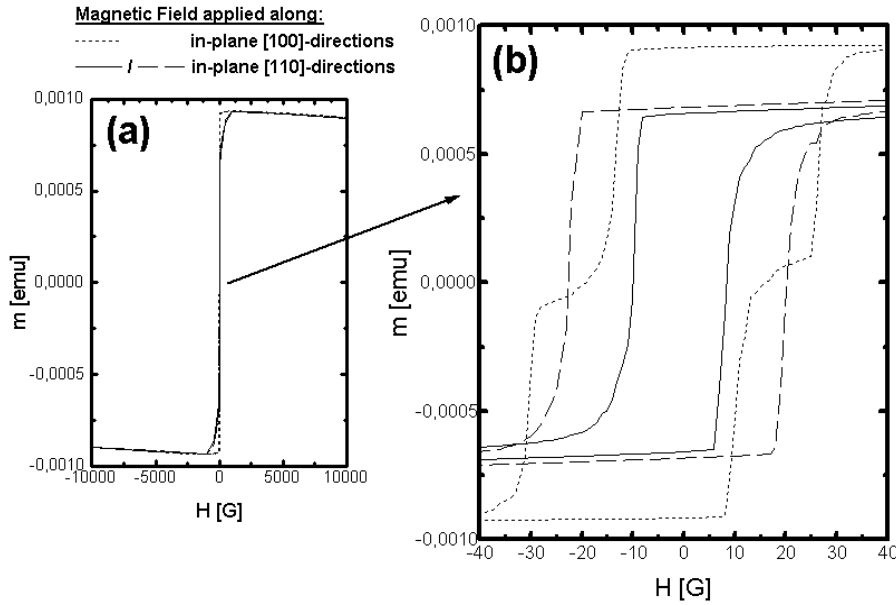 Magnetic Field applied along:
in-plane [100]-directions
/ in-plane [110]-directions
(a)
0,0010
0,0005
0,0000
-0,0005
-0,0010
m [emu]
-10000 -5000 0 5000 10000
H [G]
(b)
0,0010
0,0005
0,0000
-0,0005
-0,0010
m [emu]
-40 -30 -20 -10 0 10 20 30 40
H [G]